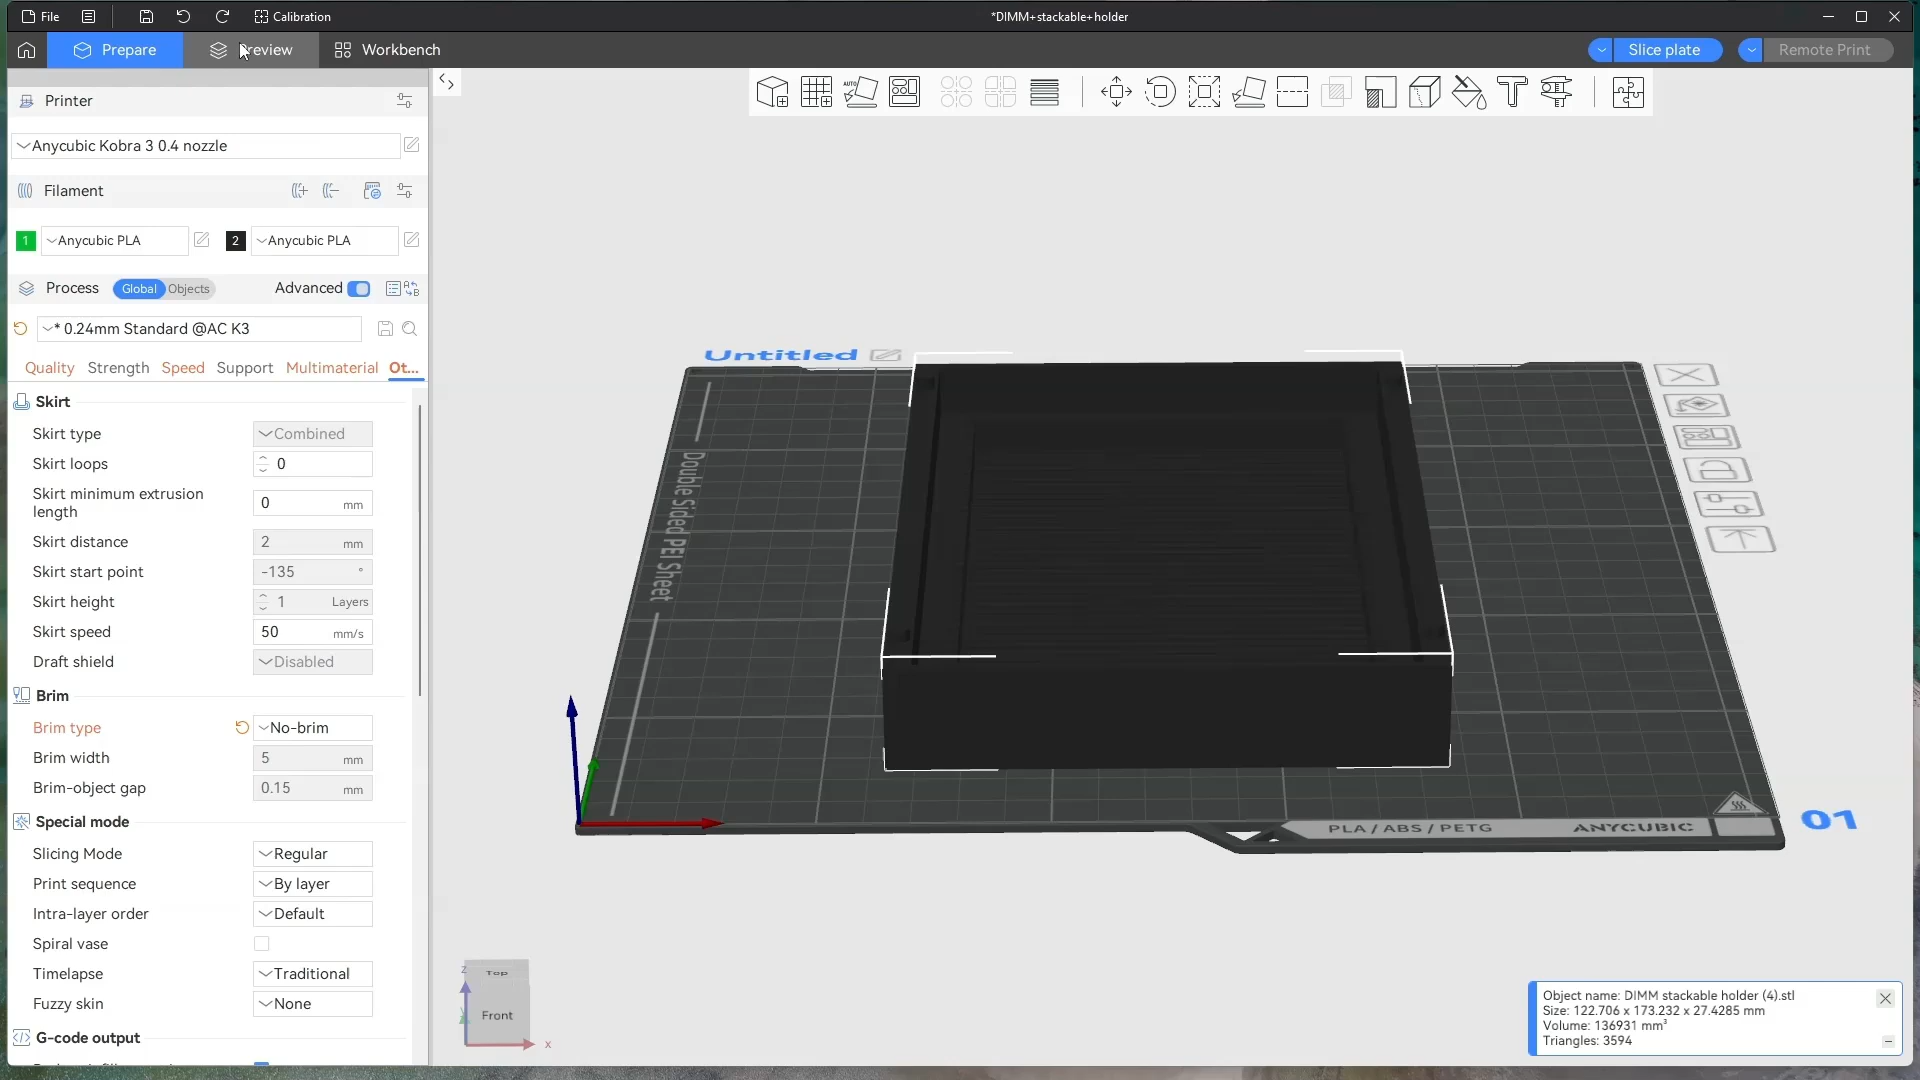 File
Calibration
*DIMM+stackable+holder
Prepare
Preview
Workbench
Slice plate
Remote Print
Printer
Anycubic Kobra 3 0.4 nozzle
Filament
1 Anycubic PLA
2 Anycubic PLA
Process Global Objects Advanced
* 0.24mm Standard @AC K3
Quality Strength Speed Support Multimaterial Ot...
Skirt
Skirt type Combined
Skirt loops 0
Skirt minimum extrusion
length 0 mm
Skirt distance 2 mm
Skirt start point -135 °
Skirt height 1 Layers
Skirt speed 50 mm/s
Draft shield Disabled
Brim
Brim type No-brim
Brim width 5 mm
Brim-object gap 0.15 mm
Special mode
Slicing Mode Regular
Print sequence By layer
Intra-layer order Default
Spiral vase
Timelapse Traditional
Fuzzy skin None
G-code output
AUTO
Untitled
Double Sided PEI Sheet
PLA / ABS / PETG
ANYCUBIC
01
Z
Top
Front
X
Object name: DIMM stackable holder (4).stl
Size: 122.706 x 173.232 x 27.4285 mm
Volume: 136931 mm³
Triangles: 3594